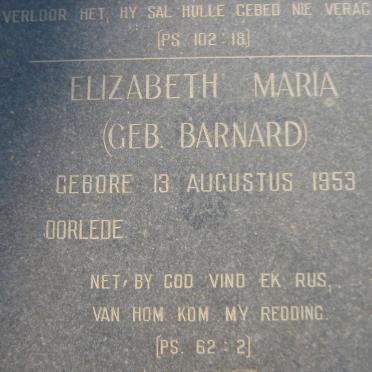 VERLOOR HET, HY SAL HULLE GEBED NIE VERAG
(PS. 102:18)
ELIZABETH MARIA
(GEB. BARNARD)
GEBORE 13 AUGUSTUS 1953
OORLEDE
NET, BY GOD VIND EK RUS,
VAN HOM KOM MY REDDING.
(PS. 62:2)